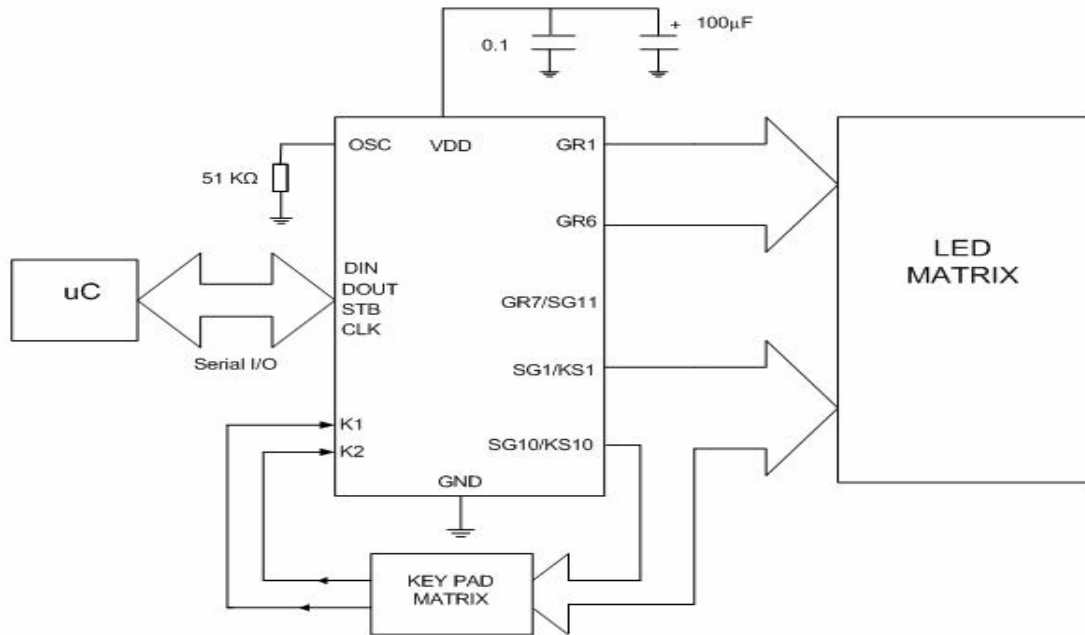 0.1
+ 100μF
OSC
VDD
GR1
51 KΩ
GR6
LED
MATRIX
uC
DIN
DOUT
STB
CLK
GR7/SG11
Serial I/O
SG1/KS1
K1
K2
SG10/KS10
GND
KEY PAD
MATRIX